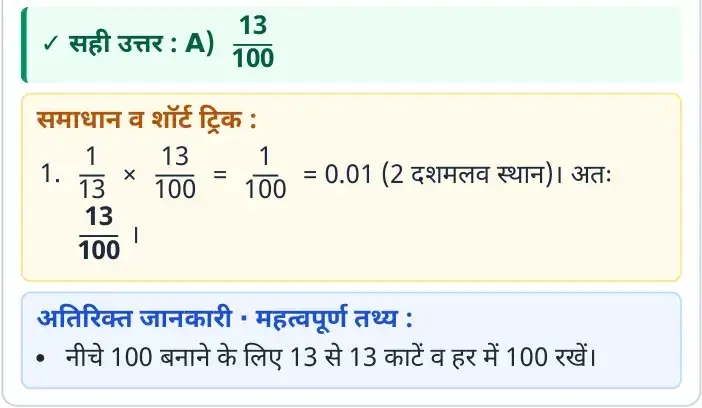 ✓ सही उत्तर : A) 13/100
समाधान व शॉर्ट ट्रिक :
1. 1/13 × 13/100 = 1/100 = 0.01 (2 दशमलव स्थान)। अतः
13/100 ।
अतिरिक्त जानकारी · महत्वपूर्ण तथ्य :
• नीचे 100 बनाने के लिए 13 से 13 काटें व हर में 100 रखें।